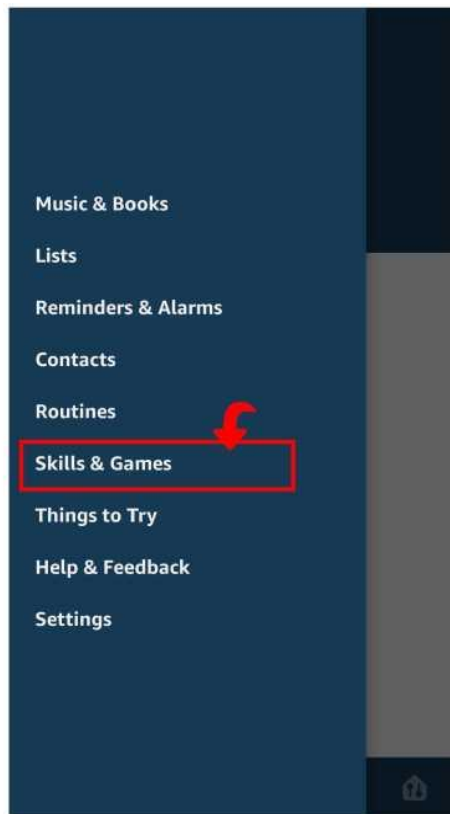 Music & Books
Lists
Reminders & Alarms
Contacts
Routines
Skills & Games
Things to Try
Help & Feedback
Settings